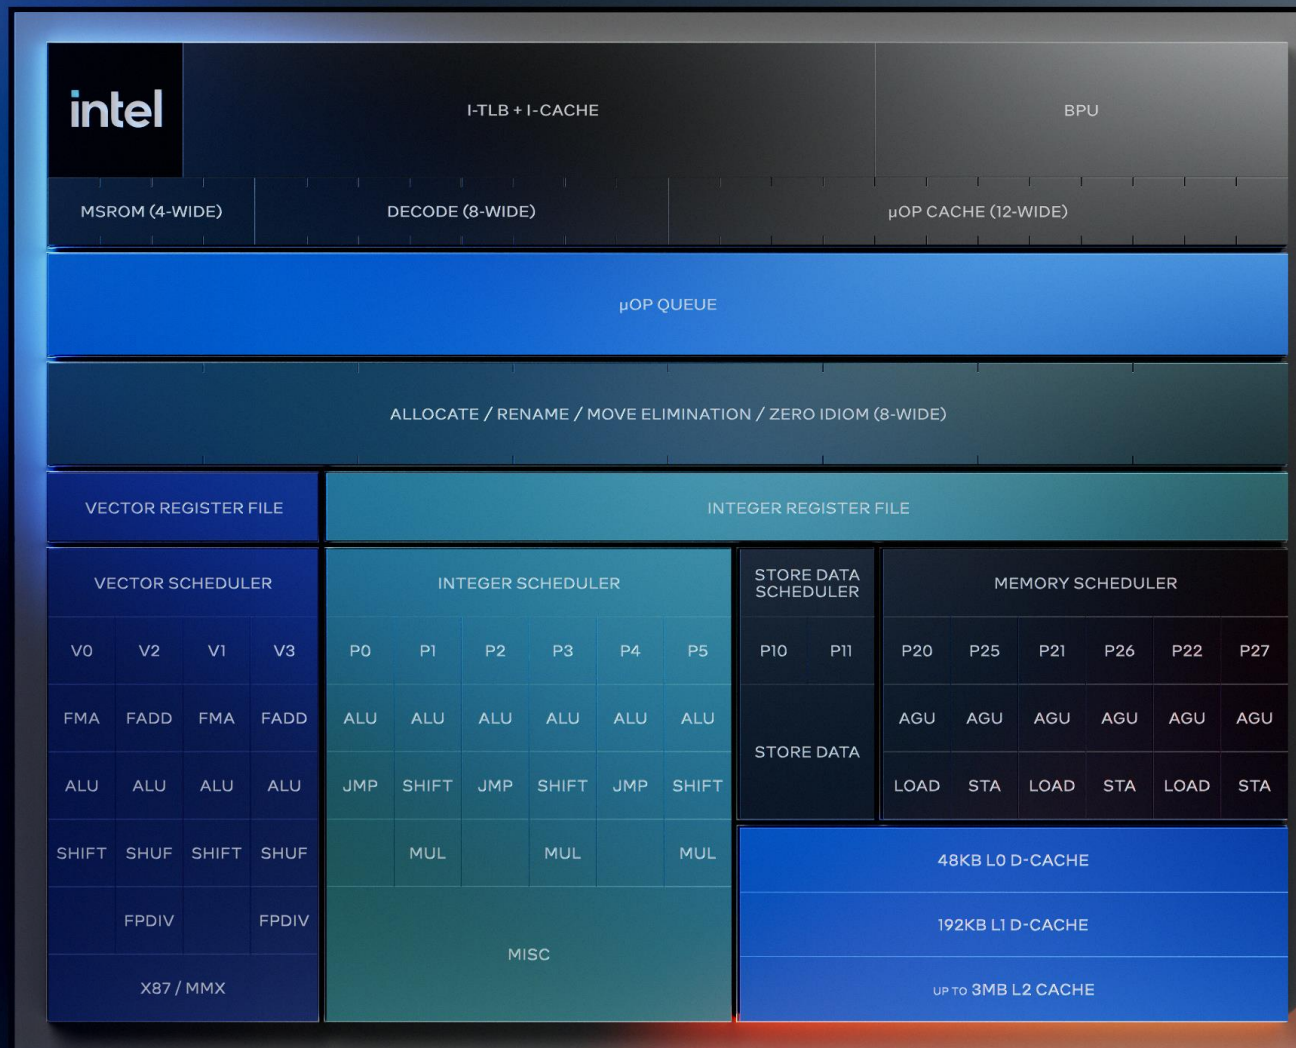 intel
I-TLB + I-CACHE
BPU
MSROM (4-WIDE)
DECODE (8-WIDE)
µOP CACHE (12-WIDE)
µOP QUEUE
ALLOCATE / RENAME / MOVE ELIMINATION / ZERO IDIOM (8-WIDE)
VECTOR REGISTER FILE
INTEGER REGISTER FILE
VECTOR SCHEDULER
V0 V2 V1 V3
FMA FADD FMA FADD
ALU ALU ALU ALU
SHIFT SHUF SHIFT SHUF
FPDIV FPDIV
X87 / MMX
INTEGER SCHEDULER
P0 P1 P2 P3 P4 P5
ALU ALU ALU ALU ALU ALU
JMP SHIFT JMP SHIFT JMP SHIFT
MUL MUL MUL
MISC
STORE DATA
SCHEDULER
P10 P11
STORE DATA
MEMORY SCHEDULER
P20 P25 P21 P26 P22 P27
AGU AGU AGU AGU AGU AGU
LOAD STA LOAD STA LOAD STA
48KB L0 D-CACHE
192KB L1 D-CACHE
UP TO 3MB L2 CACHE